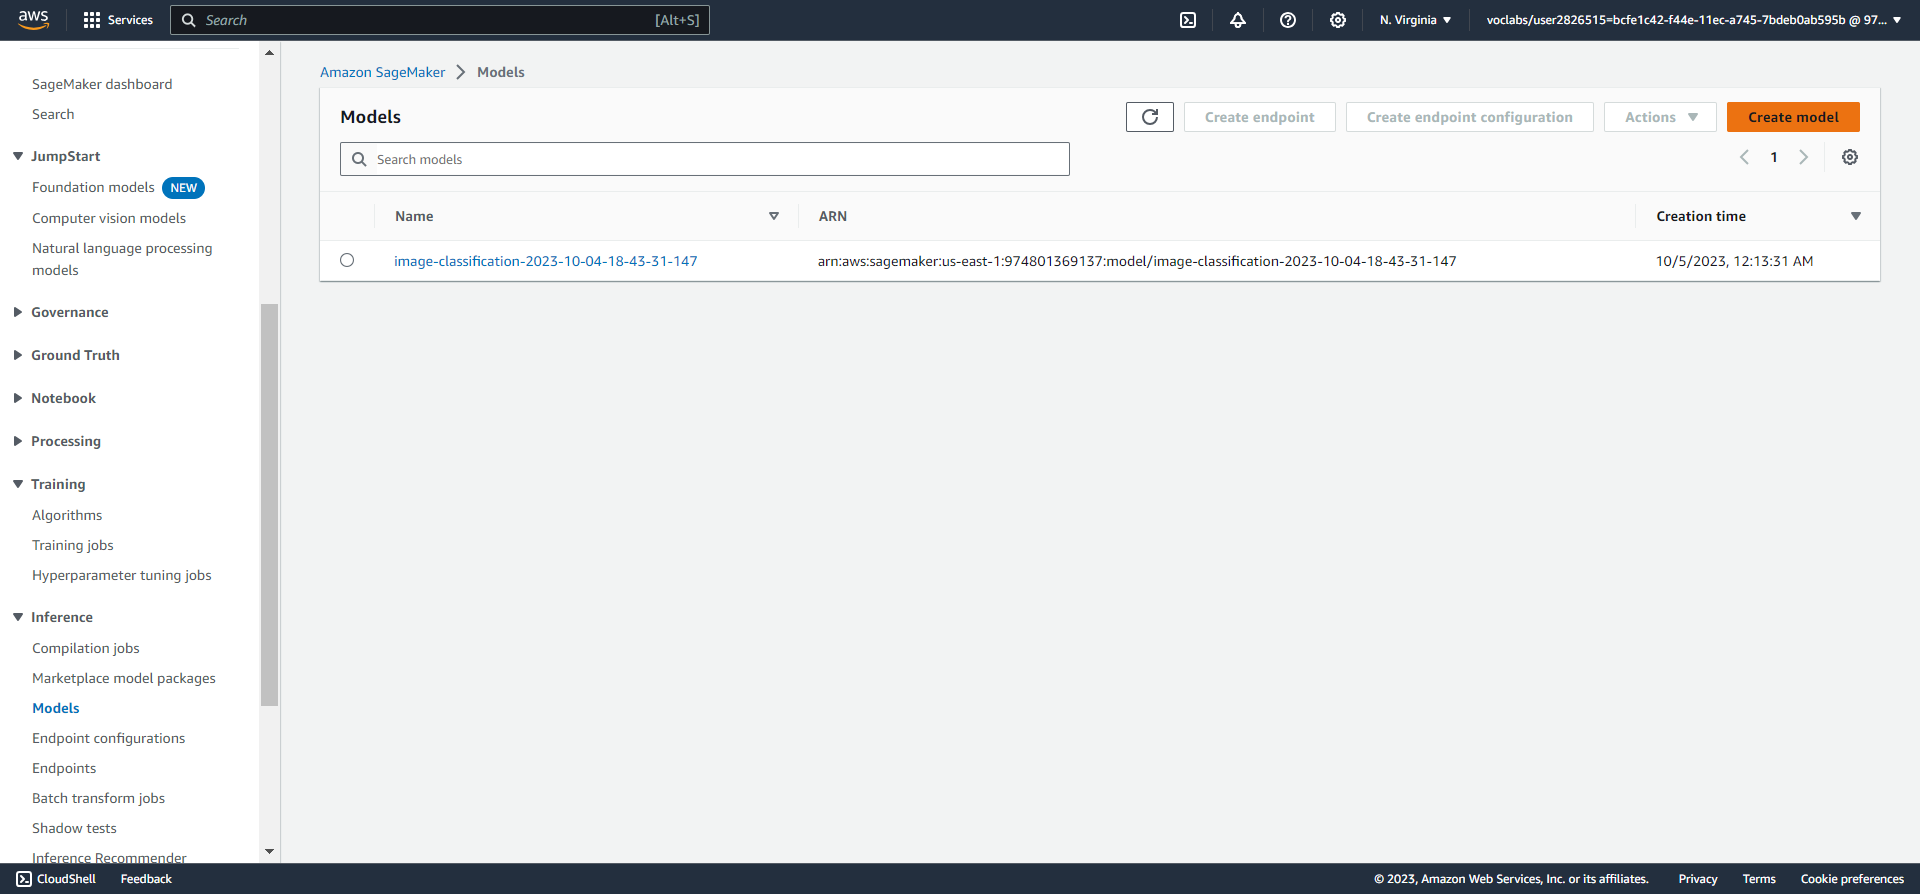 aws
Services
Search
[Alt+S]
N. Virginia
voclabs/user2826515=bcfe1c42-f44e-11ec-a745-7bdeb0ab595b @ 97...
SageMaker dashboard
Search
JumpStart
Foundation models NEW
Computer vision models
Natural language processing
models
Governance
Ground Truth
Notebook
Processing
Training
Algorithms
Training jobs
Hyperparameter tuning jobs
Inference
Compilation jobs
Marketplace model packages
Models
Endpoint configurations
Endpoints
Batch transform jobs
Shadow tests
Inference Recommender
Amazon SageMaker
Models
Models
Create endpoint
Create endpoint configuration
Actions
Create model
Search models
1
Name
ARN
Creation time
image-classification-2023-10-04-18-43-31-147
arn:aws:sagemaker:us-east-1:974801369137:model/image-classification-2023-10-04-18-43-31-147
10/5/2023, 12:13:31 AM
CloudShell
Feedback
© 2023, Amazon Web Services, Inc. or its affiliates.
Privacy
Terms
Cookie preferences